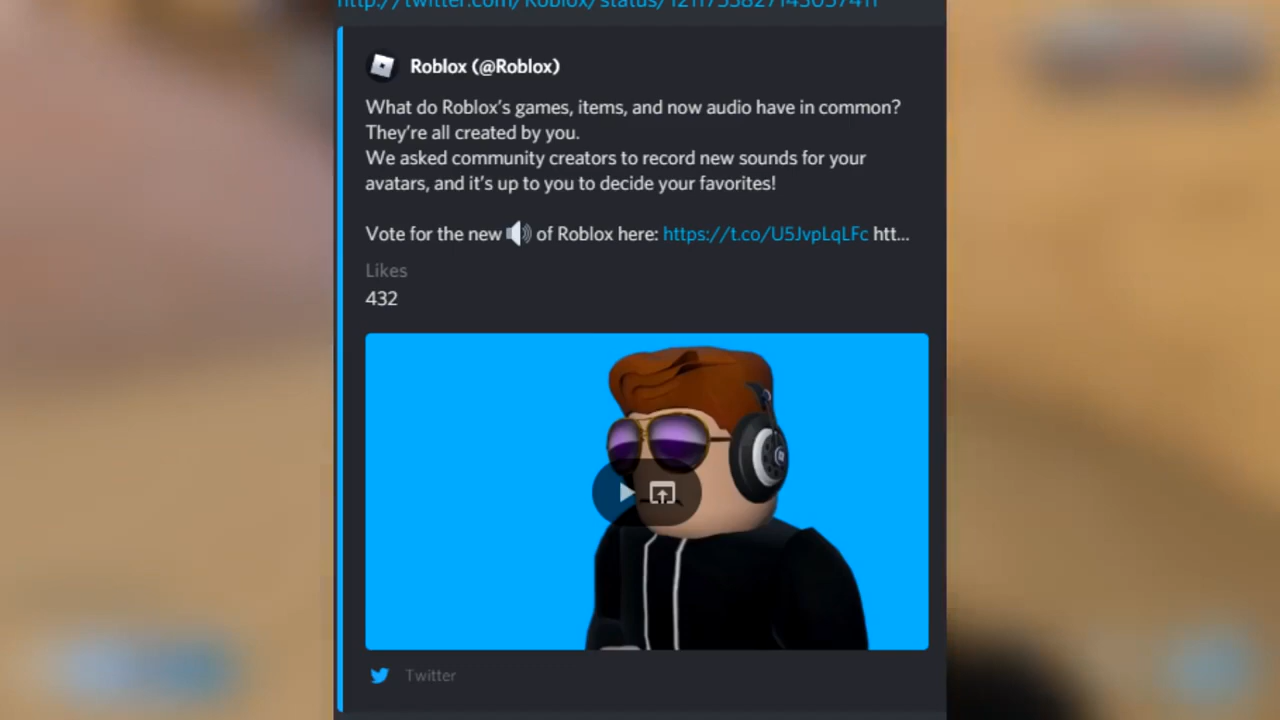 Roblox (@Roblox)
What do Roblox's games, items, and now audio have in common?
They're all created by you.
We asked community creators to record new sounds for your
avatars, and it's up to you to decide your favorites!
Vote for the new 🔊 of Roblox here: https://t.co/U5JvpLqLFc htt...
Likes
432
Twitter